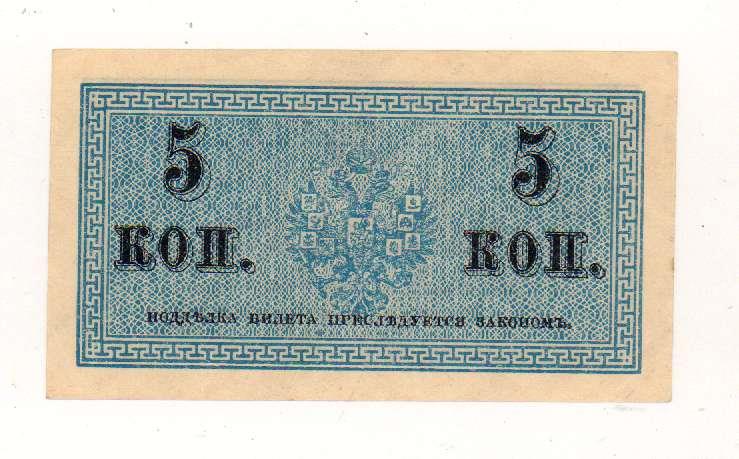 5 5
КОП. КОП.
ПОДДѢЛКА БИЛЕТА ПРЕСЛѢДУЕТСЯ ЗАКОНОМЪ.